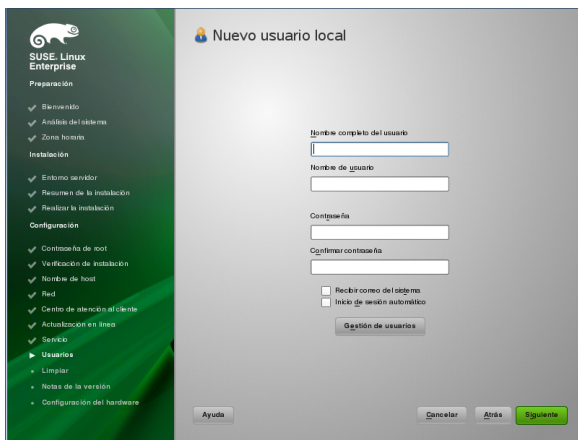 SUSE. Linux
Enterprise
Preparación
Bienvenido
Análisis del sistema
Zona horaria
Instalación
Entorno servidor
Resumen de la instalación
Realizar la instalación
Configuración
Contraseña de root
Verificación de instalación
Nombre de host
Red
Centro de atención al cliente
Actualización en línea
Servicio
Usuarios
Limpiar
Notas de la versión
Configuración del hardware
Nuevo usuario local
Nombre completo del usuario
Nombre de usuario
Contraseña
Confirmar contraseña
Recibir correo del sistema
Inicio de sesión automático
Gestión de usuarios
Ayuda
Cancelar
Atrás
Siguiente